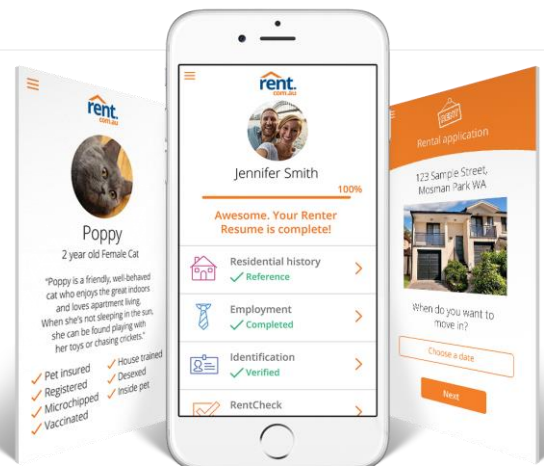 rent.
com.au
Poppy
2 year old Female Cat
"Poppy is a friendly, well-behaved
cat who enjoys the great indoors
and loves apartment living.
When she's not sleeping in the sun,
she can be found playing with
her toys or chasing crickets."
Pet insured
Registered
Microchipped
Vaccinated
House trained
Desexed
Inside pet
rent.
com.au
Jennifer Smith
100%
Awesome. Your Renter
Resume is complete!
Residential history
Reference
Employment
Completed
Identification
Verified
RentCheck
Rental application
123 Sample Street,
Mosman Park WA
When do you want to
move in?
Choose a date
Next